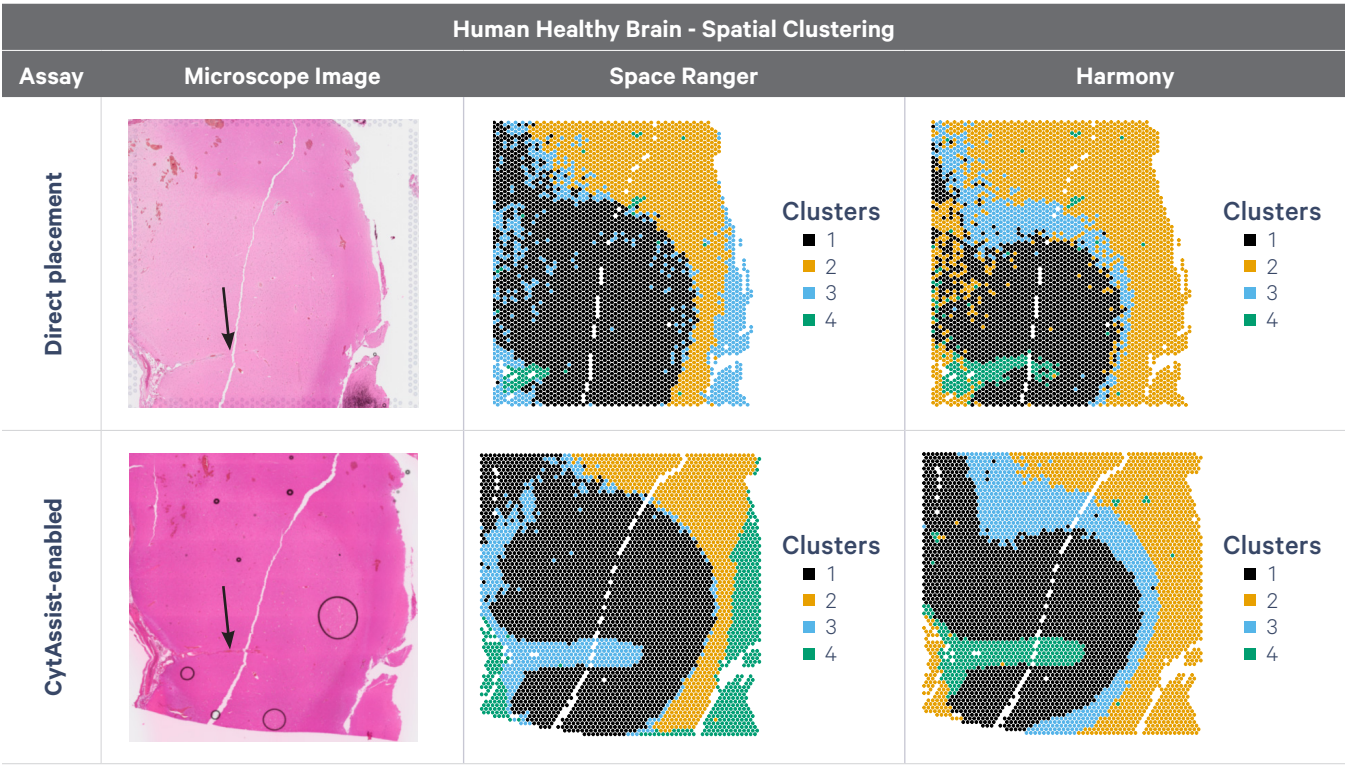 Human Healthy Brain - Spatial Clustering
Assay
Microscope Image
Space Ranger
Harmony
Direct placement
Clusters
1
2
3
4
Clusters
1
2
3
4
CytAssist-enabled
Clusters
1
2
3
4
Clusters
1
2
3
4